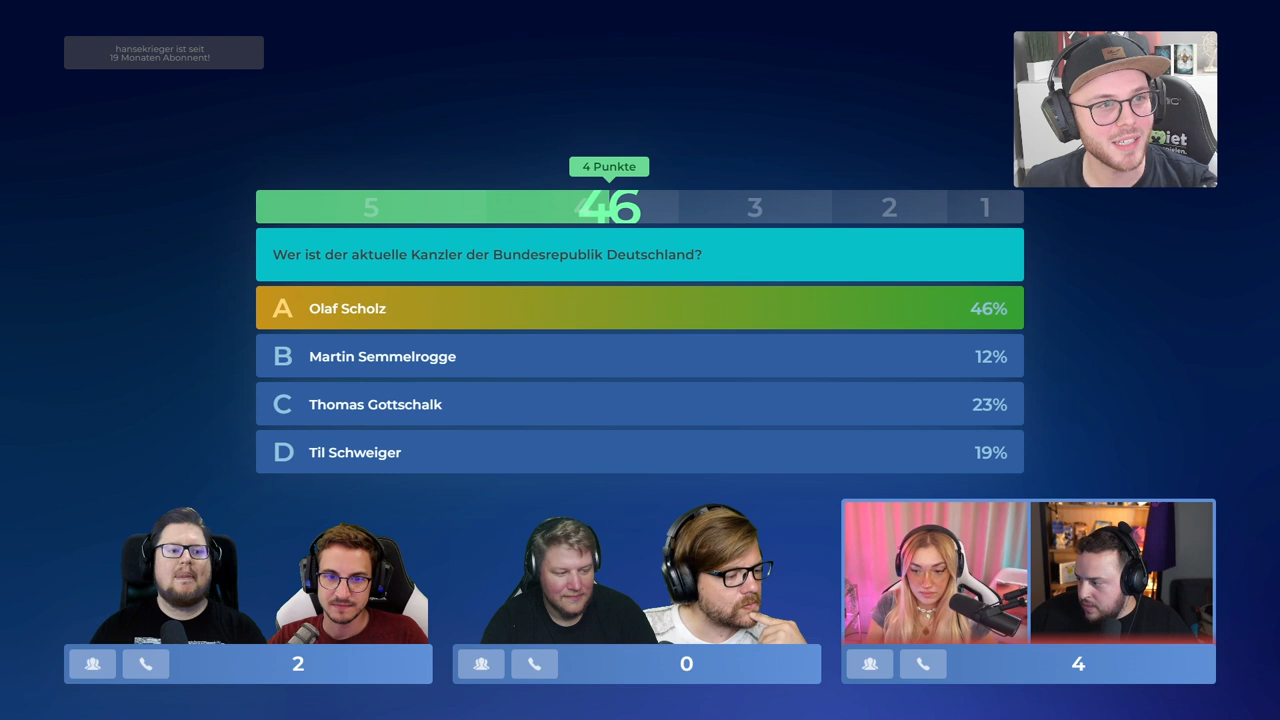 hansekrieger ist seit
19 Monaten Abonnent!
4 Punkte
5
46
3
2
1
Wer ist der aktuelle Kanzler der Bundesrepublik Deutschland?
A Olaf Scholz 46%
B Martin Semmelrogge 12%
C Thomas Gottschalk 23%
D Til Schweiger 19%
2
0
4